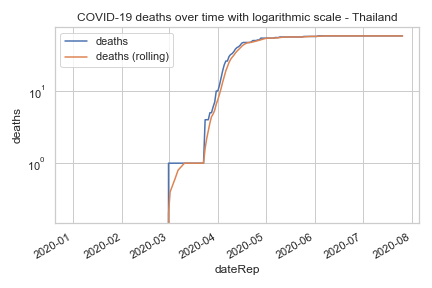 COVID-19 deaths over time with logarithmic scale - Thailand
deaths
deaths (rolling)
10¹
10⁰
deaths
2020-01
2020-02
2020-03
2020-04
2020-05
2020-06
2020-07
2020-08
dateRep